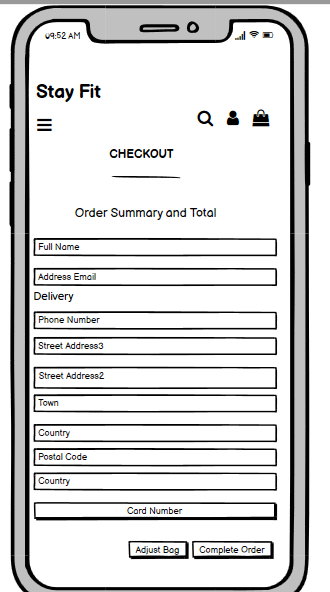 09:52 AM
Stay Fit
CHECKOUT
Order Summary and Total
Full Name
Address Email
Delivery
Phone Number
Street Address3
Street Address2
Town
Country
Postal Code
Country
Card Number
Adjust Bag Complete Order